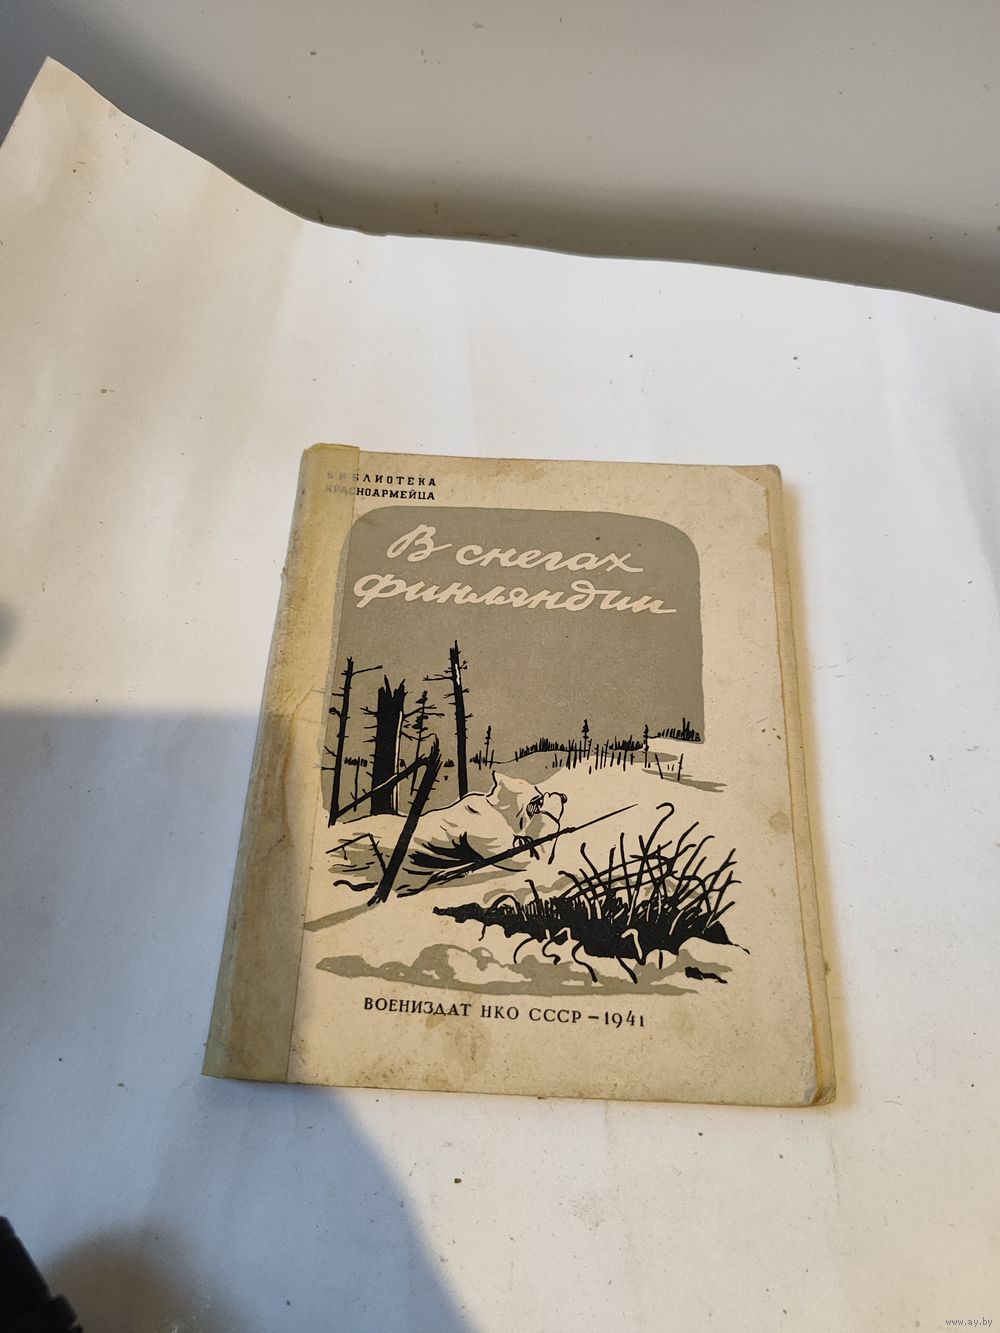 БИБЛИОТЕКА
КРАСНОАРМЕЙЦА
В снегах
Финляндии
ВОЕНИЗДАТ НКО СССР – 1941
www.ay.by